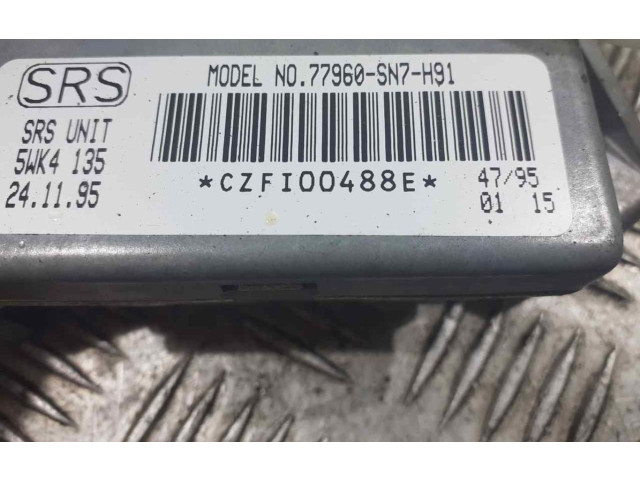 SRS
MODEL NO.77960-SN7-H91
SRS UNIT
5WK4 135
24.11.95
*CZFI00488E*
47/95
01 15